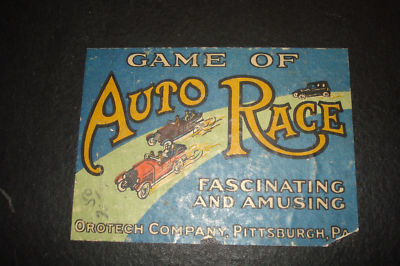 GAME OF
AUTO RACE
FASCINATING
AND AMUSING
OROTECH COMPANY, PITTSBURGH, PA